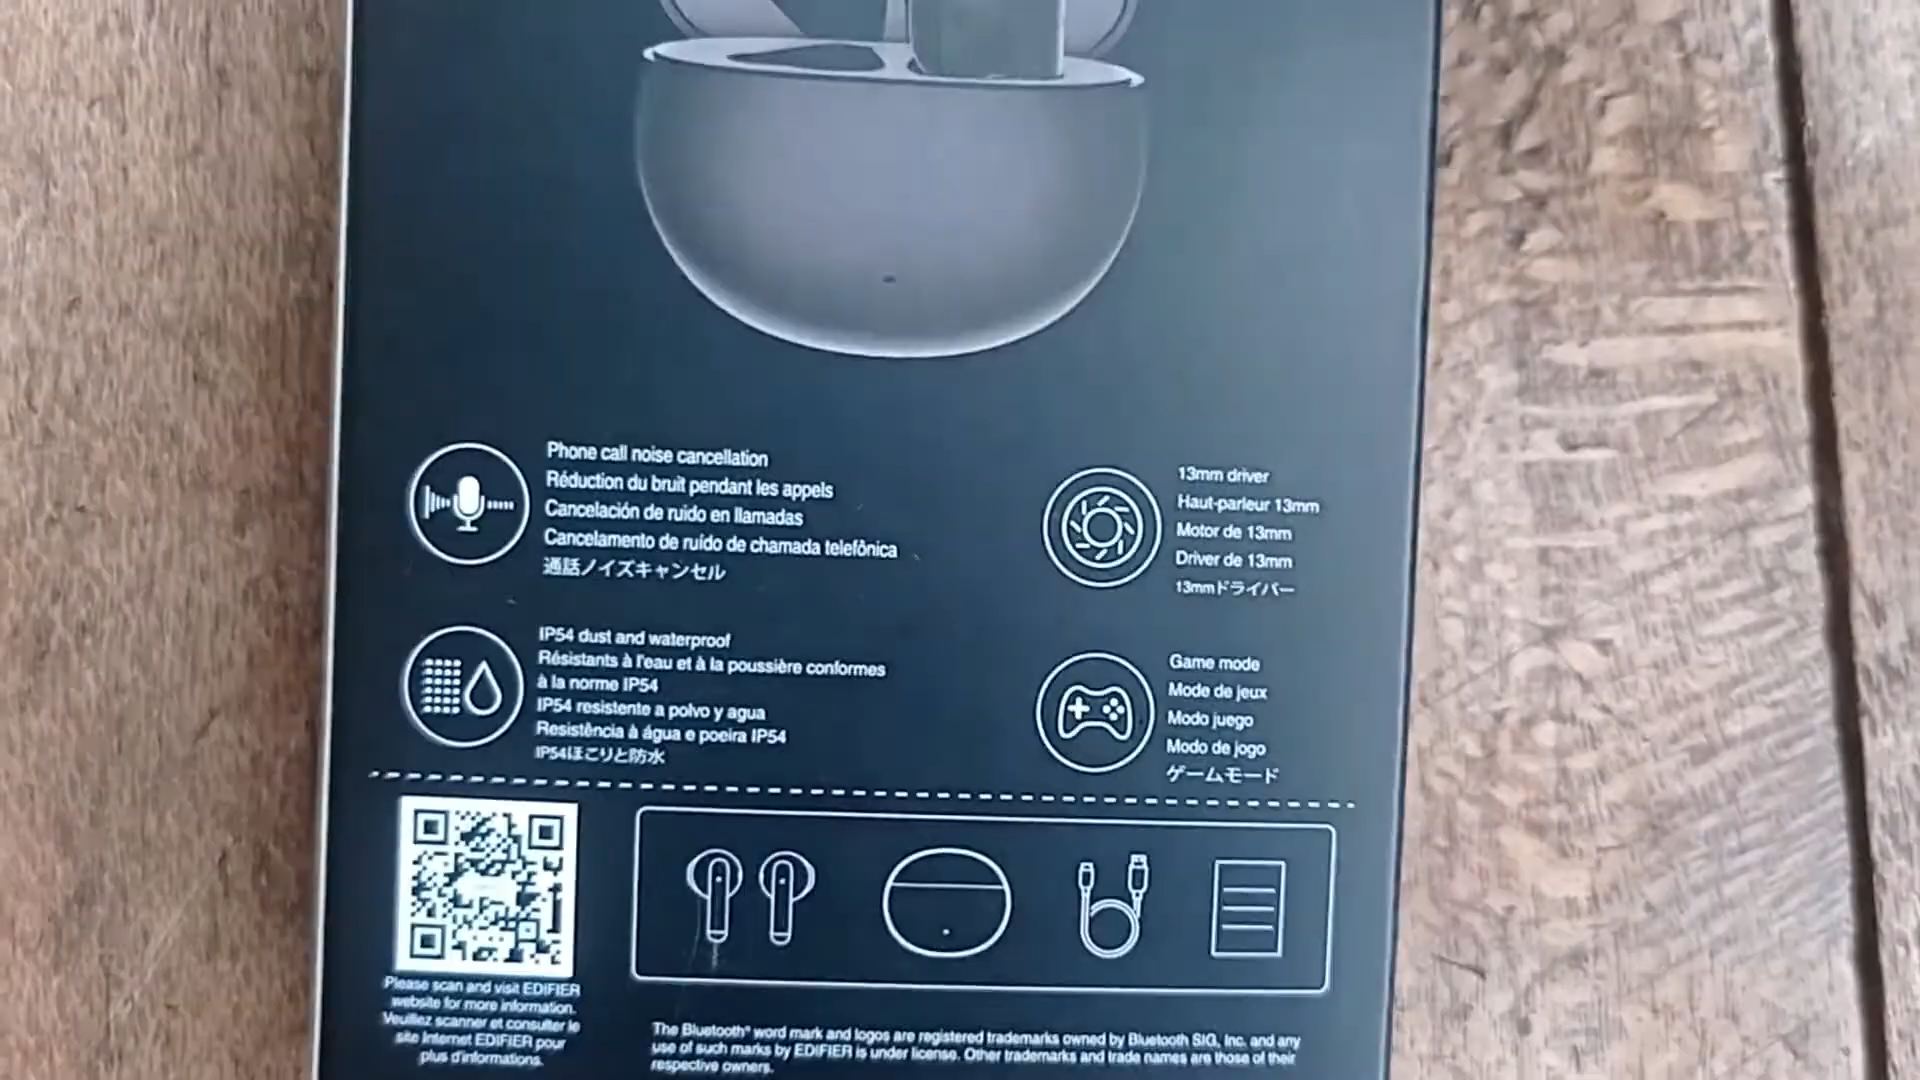 Phone call noise cancellation
Réduction du bruit pendant les appels
Cancelación de ruido en llamadas
Cancelamento de ruído de chamada telefônica
通話ノイズキャンセル
13mm driver
Haut-parleur 13mm
Motor de 13mm
Driver de 13mm
13mmドライバー
IP54 dust and waterproof
Résistants à l'eau et à la poussière conformes
à la norme IP54
IP54 resistente a polvo y agua
Resistência à água e poeira IP54
IP54ほこりと防水
Game mode
Mode de jeux
Modo juego
Modo de jogo
ゲームモード
Please scan and visit EDIFIER
website for more information.
Veuillez scanner et consulter le
site Internet EDIFIER pour
plus d'informations.
The Bluetooth® word mark and logos are registered trademarks owned by Bluetooth SIG, Inc. and any
use of such marks by EDIFIER is under license. Other trademarks and trade names are those of their
respective owners.